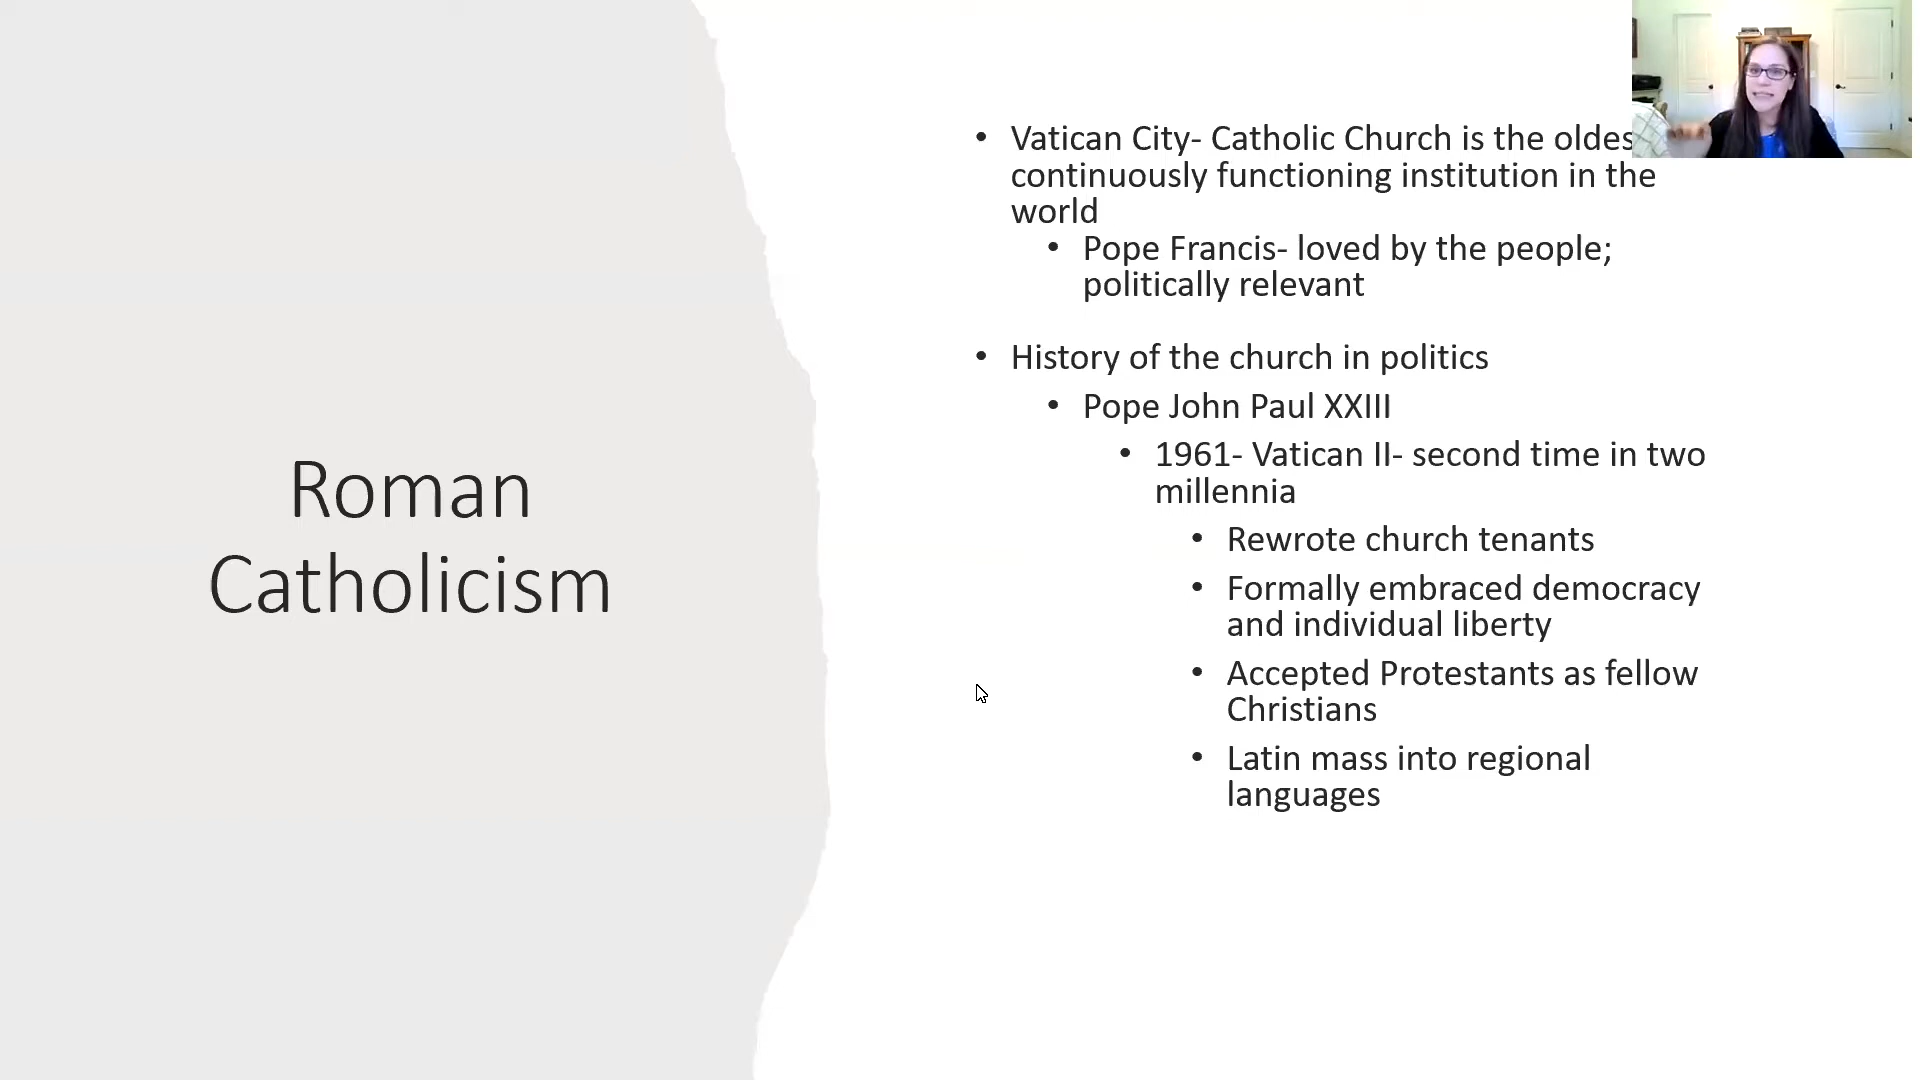 Roman
Catholicism
• Vatican City- Catholic Church is the oldes
continuously functioning institution in the
world
• Pope Francis- loved by the people;
politically relevant
• History of the church in politics
• Pope John Paul XXIII
• 1961- Vatican II- second time in two
millennia
• Rewrote church tenants
• Formally embraced democracy
and individual liberty
• Accepted Protestants as fellow
Christians
• Latin mass into regional
languages